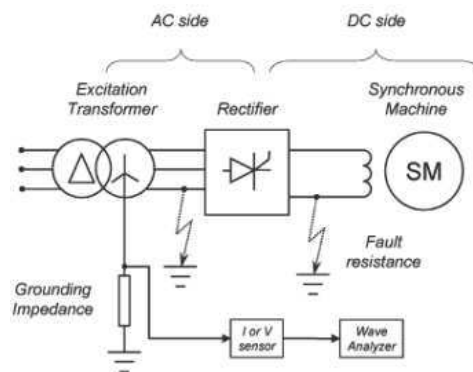 AC side
DC side
Excitation
Transformer
Rectifier
Synchronous
Machine
SM
Fault
resistance
Grounding
Impedance
I or V
sensor
Wave
Analyzer